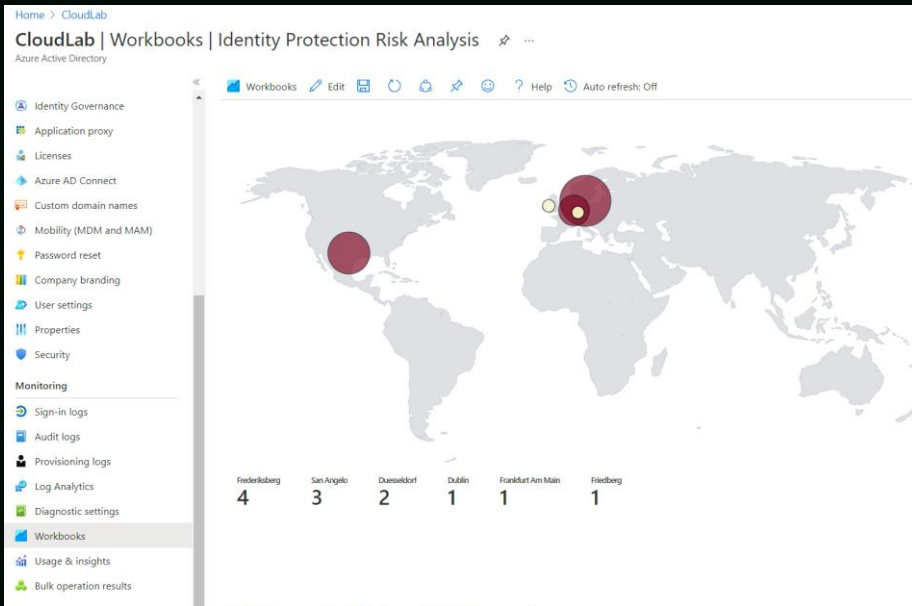 Home > CloudLab
CloudLab | Workbooks | Identity Protection Risk Analysis ...
Azure Active Directory
«
Identity Governance
Application proxy
Licenses
Azure AD Connect
Custom domain names
Mobility (MDM and MAM)
Password reset
Company branding
User settings
Properties
Security
Monitoring
Sign-in logs
Audit logs
Provisioning logs
Log Analytics
Diagnostic settings
Workbooks
Usage & insights
Bulk operation results
Workbooks Edit ? Help Auto refresh: Off
Frederiksberg San Angelo Duesseldorf Dublin Frankfurt Am Main Friedberg
4 3 2 1 1 1